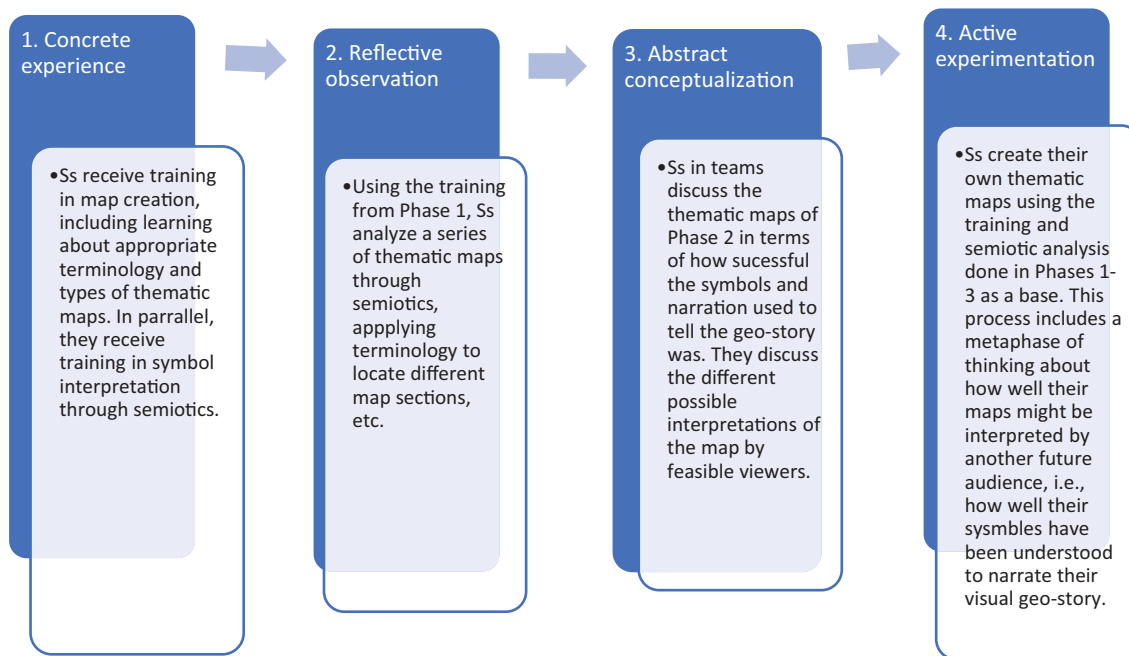 1. Concrete
experience
•Ss receive training
in map creation,
including learning
about appropriate
terminology and
types of thematic
maps. In parrallel,
they receive
training in symbol
interpretation
through semiotics.
2. Reflective
observation
•Using the training
from Phase 1, Ss
analyze a series
of thematic maps
through
semiotics,
appplying
terminology to
locate different
map sections,
etc.
3. Abstract
conceptualization
•Ss in teams
discuss the
thematic maps of
Phase 2 in terms
of how sucessful
the symbols and
narration used to
tell the geo-story
was. They discuss
the different
possible
interpretations of
the map by
feasible viewers.
4. Active
experimentation
•Ss create their
own thematic
maps using the
training and
semiotic analysis
done in Phases 1-
3 as a base. This
process includes a
metaphase of
thinking about
how well their
maps might be
interpreted by
another future
audience, i.e.,
how well their
sysmbles have
been understood
to narrate their
visual geo-story.